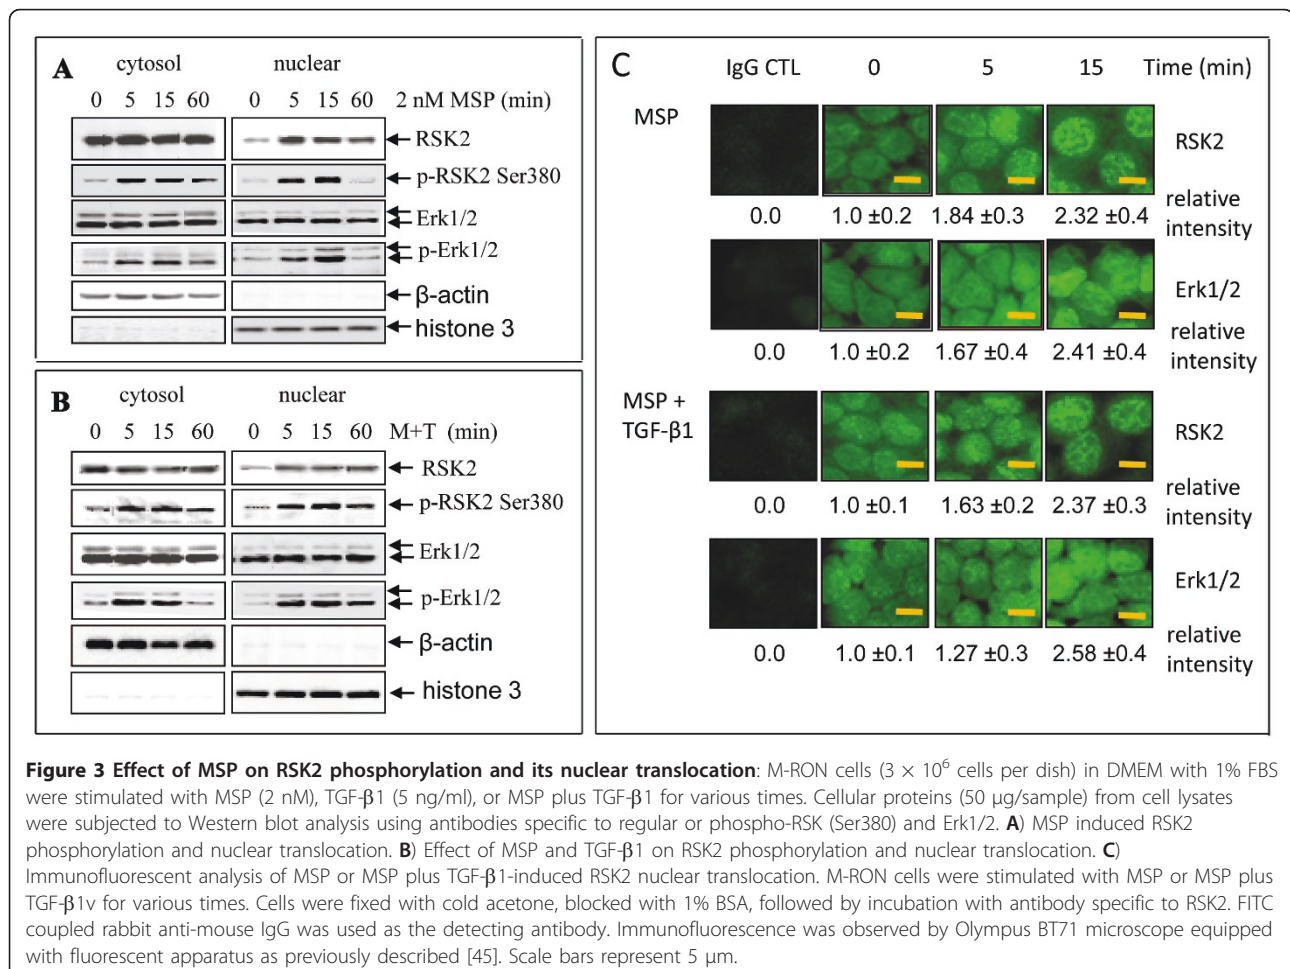 A
cytosol nuclear
0 5 15 60 0 5 15 60 2 nM MSP (min)
RSK2
p-RSK2 Ser380
Erk1/2
p-Erk1/2
β-actin
histone 3
B
cytosol nuclear
0 5 15 60 0 5 15 60 M+T (min)
RSK2
p-RSK2 Ser380
Erk1/2
p-Erk1/2
β-actin
histone 3
C
IgG CTL 0 5 15 Time (min)
MSP
RSK2
0.0 1.0 ±0.2 1.84 ±0.3 2.32 ±0.4 relative
intensity
Erk1/2
0.0 1.0 ±0.2 1.67 ±0.4 2.41 ±0.4 relative
intensity
MSP +
TGF-β1
RSK2
0.0 1.0 ±0.1 1.63 ±0.2 2.37 ±0.3 relative
intensity
Erk1/2
0.0 1.0 ±0.1 1.27 ±0.3 2.58 ±0.4 relative
intensity
Figure 3 Effect of MSP on RSK2 phosphorylation and its nuclear translocation: M-RON cells (3 × 10⁶ cells per dish) in DMEM with 1% FBS
were stimulated with MSP (2 nM), TGF-β1 (5 ng/ml), or MSP plus TGF-β1 for various times. Cellular proteins (50 μg/sample) from cell lysates
were subjected to Western blot analysis using antibodies specific to regular or phospho-RSK (Ser380) and Erk1/2. A) MSP induced RSK2
phosphorylation and nuclear translocation. B) Effect of MSP and TGF-β1 on RSK2 phosphorylation and nuclear translocation. C)
Immunofluorescent analysis of MSP or MSP plus TGF-β1-induced RSK2 nuclear translocation. M-RON cells were stimulated with MSP or MSP plus
TGF-β1v for various times. Cells were fixed with cold acetone, blocked with 1% BSA, followed by incubation with antibody specific to RSK2. FITC
coupled rabbit anti-mouse IgG was used as the detecting antibody. Immunofluorescence was observed by Olympus BT71 microscope equipped
with fluorescent apparatus as previously described [45]. Scale bars represent 5 μm.